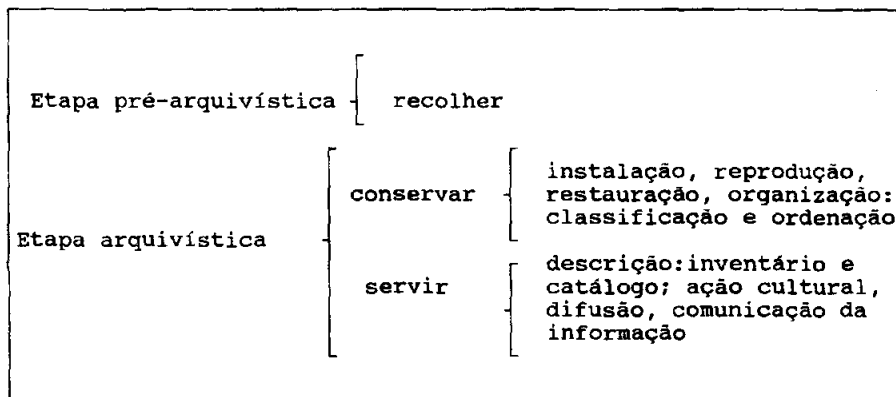 Etapa pré-arquivística
recolher
Etapa arquivística
conservar
instalação, reprodução,
restauração, organização:
classificação e ordenação
servir
descrição:inventário e
catálogo; ação cultural,
difusão, comunicação da
informação